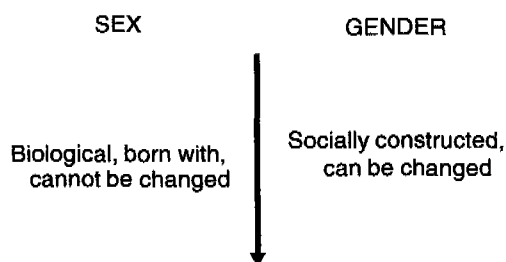 SEX
GENDER
Biological, born with,
cannot be changed
Socially constructed,
can be changed